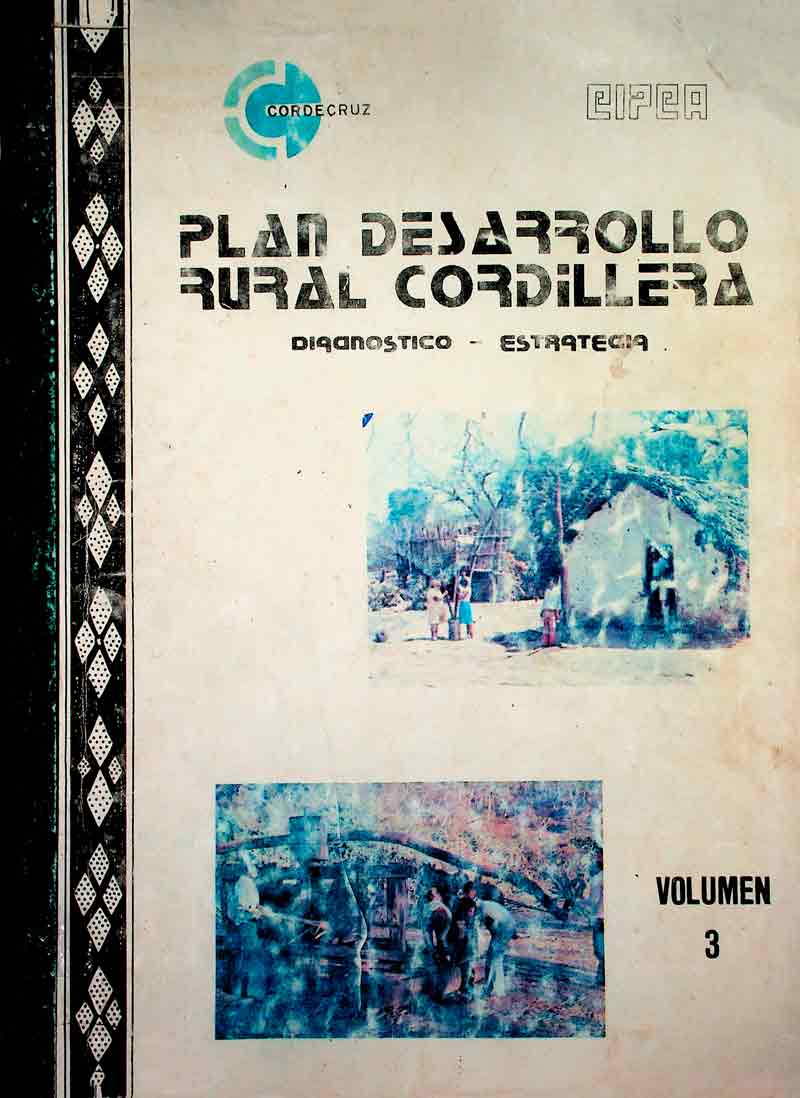 CORDECRUZ
CIPCA
PLAN DESARROLLO
RURAL CORDILLERA
DIAGNOSTICO - ESTRATEGIA
VOLUMEN
3